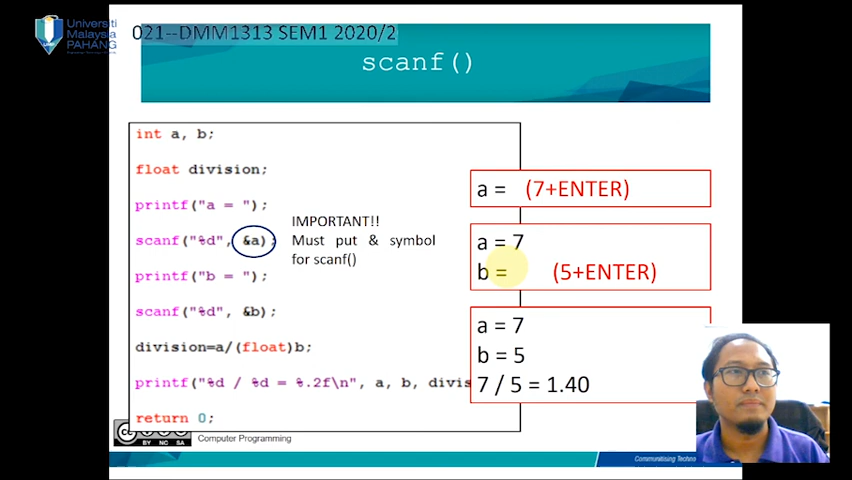 Universiti
Malaysia
PAHANG
021--DMM1313 SEM1 2020/2
scanf()
int a, b;
float division;
printf("a = ");
scanf("%d", &a);
printf("b = ");
scanf("%d", &b);
division=a/(float)b;
printf("%d / %d = %.2f\n", a, b, divis
return 0;
IMPORTANT!!
Must put & symbol
for scanf()
a = (7+ENTER)
a = 7
b = (5+ENTER)
a = 7
b = 5
7 / 5 = 1.40
CC
BY NC SA
Computer Programming
Communitising Techno